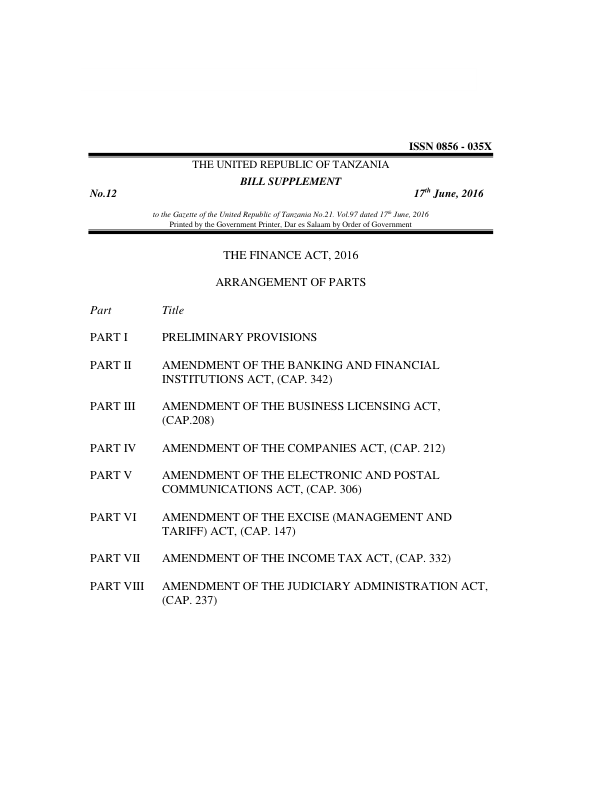 ISSN 0856 - 035X
THE UNITED REPUBLIC OF TANZANIA
BILL SUPPLEMENT
No.12 17th June, 2016
to the Gazette of the United Republic of Tanzania No.21. Vol.97 dated 17th June, 2016
Printed by the Government Printer, Dar es Salaam by Order of Government
THE FINANCE ACT, 2016
ARRANGEMENT OF PARTS
Part Title
PART I PRELIMINARY PROVISIONS
PART II AMENDMENT OF THE BANKING AND FINANCIAL
INSTITUTIONS ACT, (CAP. 342)
PART III AMENDMENT OF THE BUSINESS LICENSING ACT,
(CAP.208)
PART IV AMENDMENT OF THE COMPANIES ACT, (CAP. 212)
PART V AMENDMENT OF THE ELECTRONIC AND POSTAL
COMMUNICATIONS ACT, (CAP. 306)
PART VI AMENDMENT OF THE EXCISE (MANAGEMENT AND
TARIFF) ACT, (CAP. 147)
PART VII AMENDMENT OF THE INCOME TAX ACT, (CAP. 332)
PART VIII AMENDMENT OF THE JUDICIARY ADMINISTRATION ACT,
(CAP. 237)